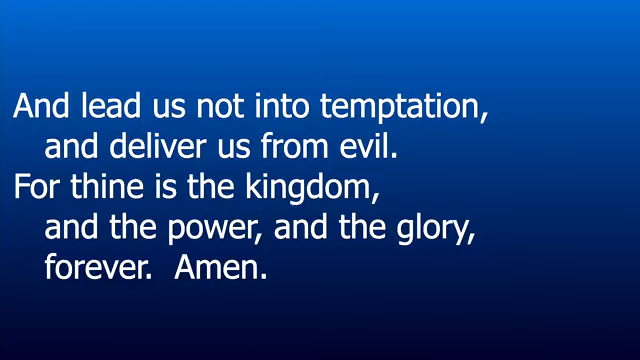 And lead us not into temptation,
and deliver us from evil.
For thine is the kingdom,
and the power, and the glory,
forever.  Amen.